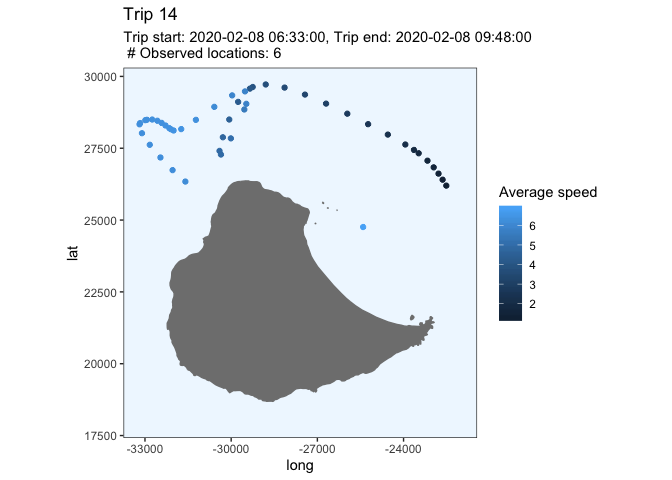 Trip 14
Trip start: 2020-02-08 06:33:00, Trip end: 2020-02-08 09:48:00
# Observed locations: 6
30000
27500
25000
22500
20000
17500
lat
-33000
-30000
-27000
-24000
long
Average speed
6
5
4
3
2